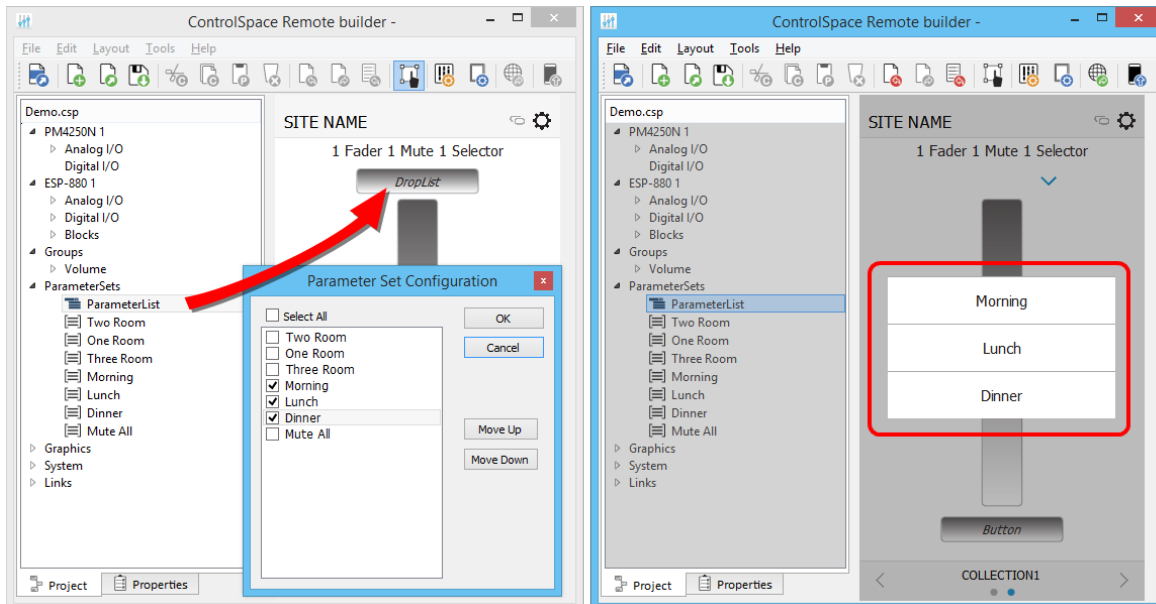 ControlSpace Remote builder -
File Edit Layout Tools Help
Demo.csp
PM4250N 1
Analog I/O
Digital I/O
ESP-880 1
Analog I/O
Digital I/O
Blocks
Groups
Volume
ParameterSets
ParameterList
Two Room
One Room
Three Room
Morning
Lunch
Dinner
Mute All
Graphics
System
Links
Project Properties
SITE NAME
1 Fader 1 Mute 1 Selector
DropList
Parameter Set Configuration
Select All
Two Room
One Room
Three Room
Morning
Lunch
Dinner
Mute All
OK
Cancel
Move Up
Move Down
ControlSpace Remote builder -
File Edit Layout Tools Help
Demo.csp
PM4250N 1
Analog I/O
Digital I/O
ESP-880 1
Analog I/O
Digital I/O
Blocks
Groups
Volume
ParameterSets
ParameterList
Two Room
One Room
Three Room
Morning
Lunch
Dinner
Mute All
Graphics
System
Links
Project Properties
SITE NAME
1 Fader 1 Mute 1 Selector
Morning
Lunch
Dinner
Button
COLLECTION1